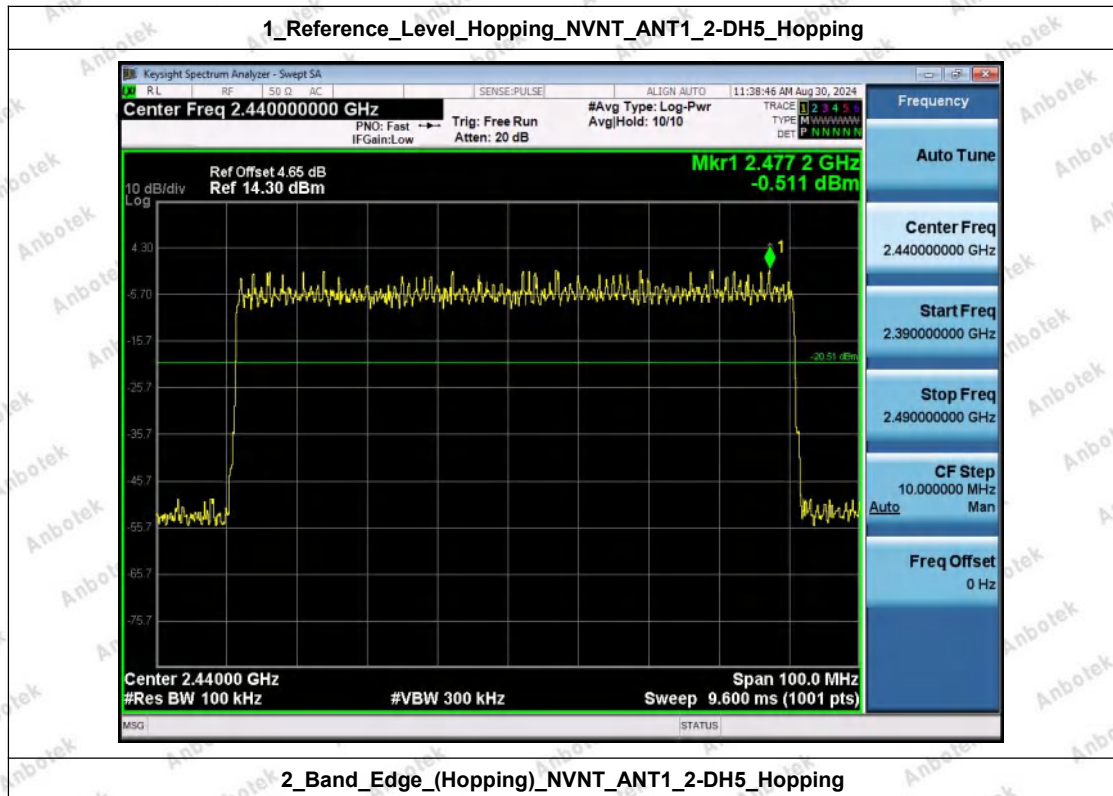 1_Reference_Level_Hopping_NVNT_ANT1_2-DH5_Hopping
Keysight Spectrum Analyzer - Swept SA
RL RF 50 Ω AC SENSE:PULSE ALIGN AUTO 11:38:46 AM Aug 30, 2024
Center Freq 2.440000000 GHz
PNO: Fast
IFGain:Low
Trig: Free Run
Atten: 20 dB
#Avg Type: Log-Pwr
Avg|Hold: 10/10
TRACE 1 2 3 4 5 6
TYPE M W W W W W
DET P N N N N N
Frequency
Auto Tune
Center Freq
2.440000000 GHz
Start Freq
2.390000000 GHz
Stop Freq
2.490000000 GHz
CF Step
10.000000 MHz
Auto Man
Freq Offset
0 Hz
Mkr1 2.477 2 GHz
-0.511 dBm
Ref Offset 4.65 dB
10 dB/div Ref 14.30 dBm
Log
1
4.30
-5.70
-15.7
-20.51 dBm
-25.7
-35.7
-45.7
-55.7
-65.7
-75.7
Center 2.44000 GHz Span 100.0 MHz
#Res BW 100 kHz #VBW 300 kHz Sweep 9.600 ms (1001 pts)
MSG STATUS
2_Band_Edge_(Hopping)_NVNT_ANT1_2-DH5_Hopping
Anbotek